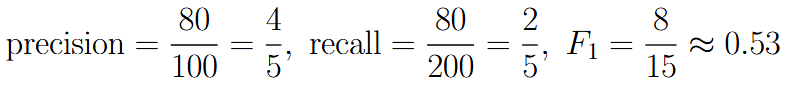 precision = 80/100 = 4/5, recall = 80/200 = 2/5, F₁ = 8/15 ≈ 0.53